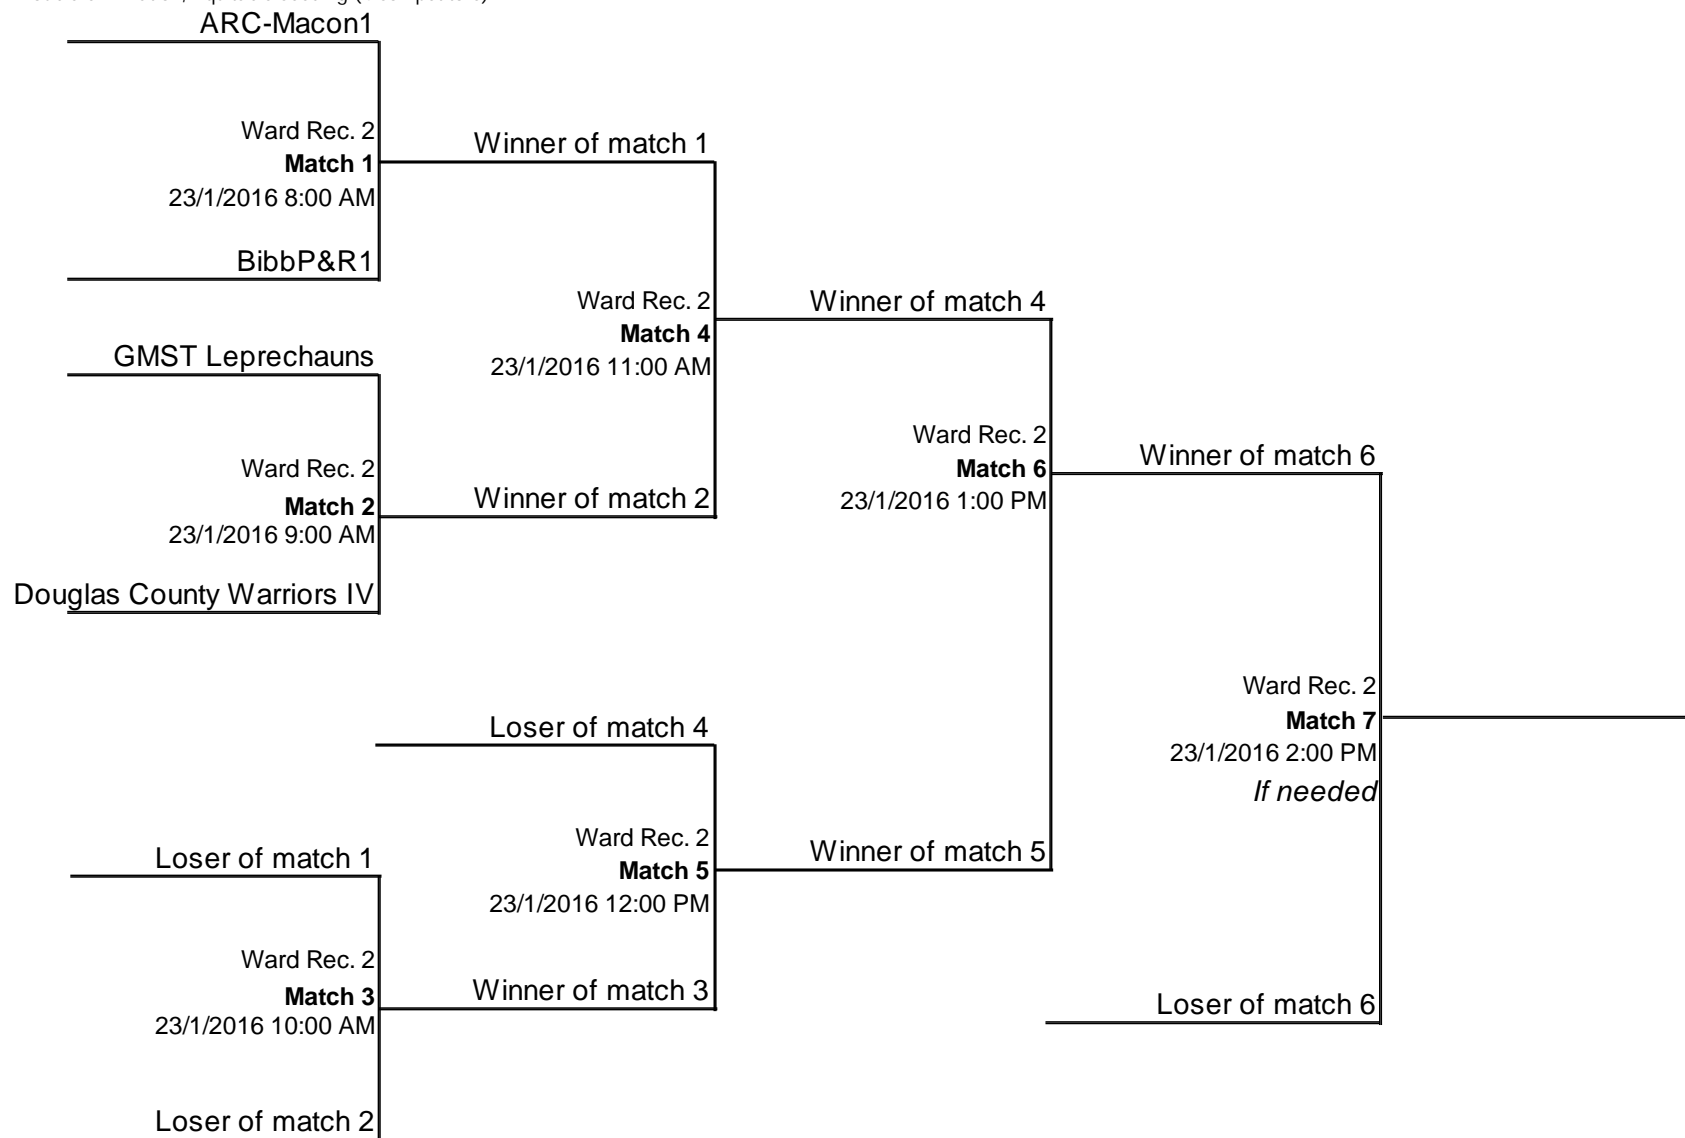 ARC-Macon1
Ward Rec. 2
Match 1
23/1/2016 8:00 AM
BibbP&R1
Winner of match 1
GMST Leprechauns
Ward Rec. 2
Match 2
23/1/2016 9:00 AM
Douglas County Warriors IV
Ward Rec. 2
Match 4
23/1/2016 11:00 AM
Winner of match 2
Winner of match 4
Ward Rec. 2
Match 6
23/1/2016 1:00 PM
Winner of match 6
Loser of match 4
Ward Rec. 2
Match 5
23/1/2016 12:00 PM
Winner of match 5
Ward Rec. 2
Match 7
23/1/2016 2:00 PM
If needed
Loser of match 1
Ward Rec. 2
Match 3
23/1/2016 10:00 AM
Winner of match 3
Loser of match 6
Loser of match 2